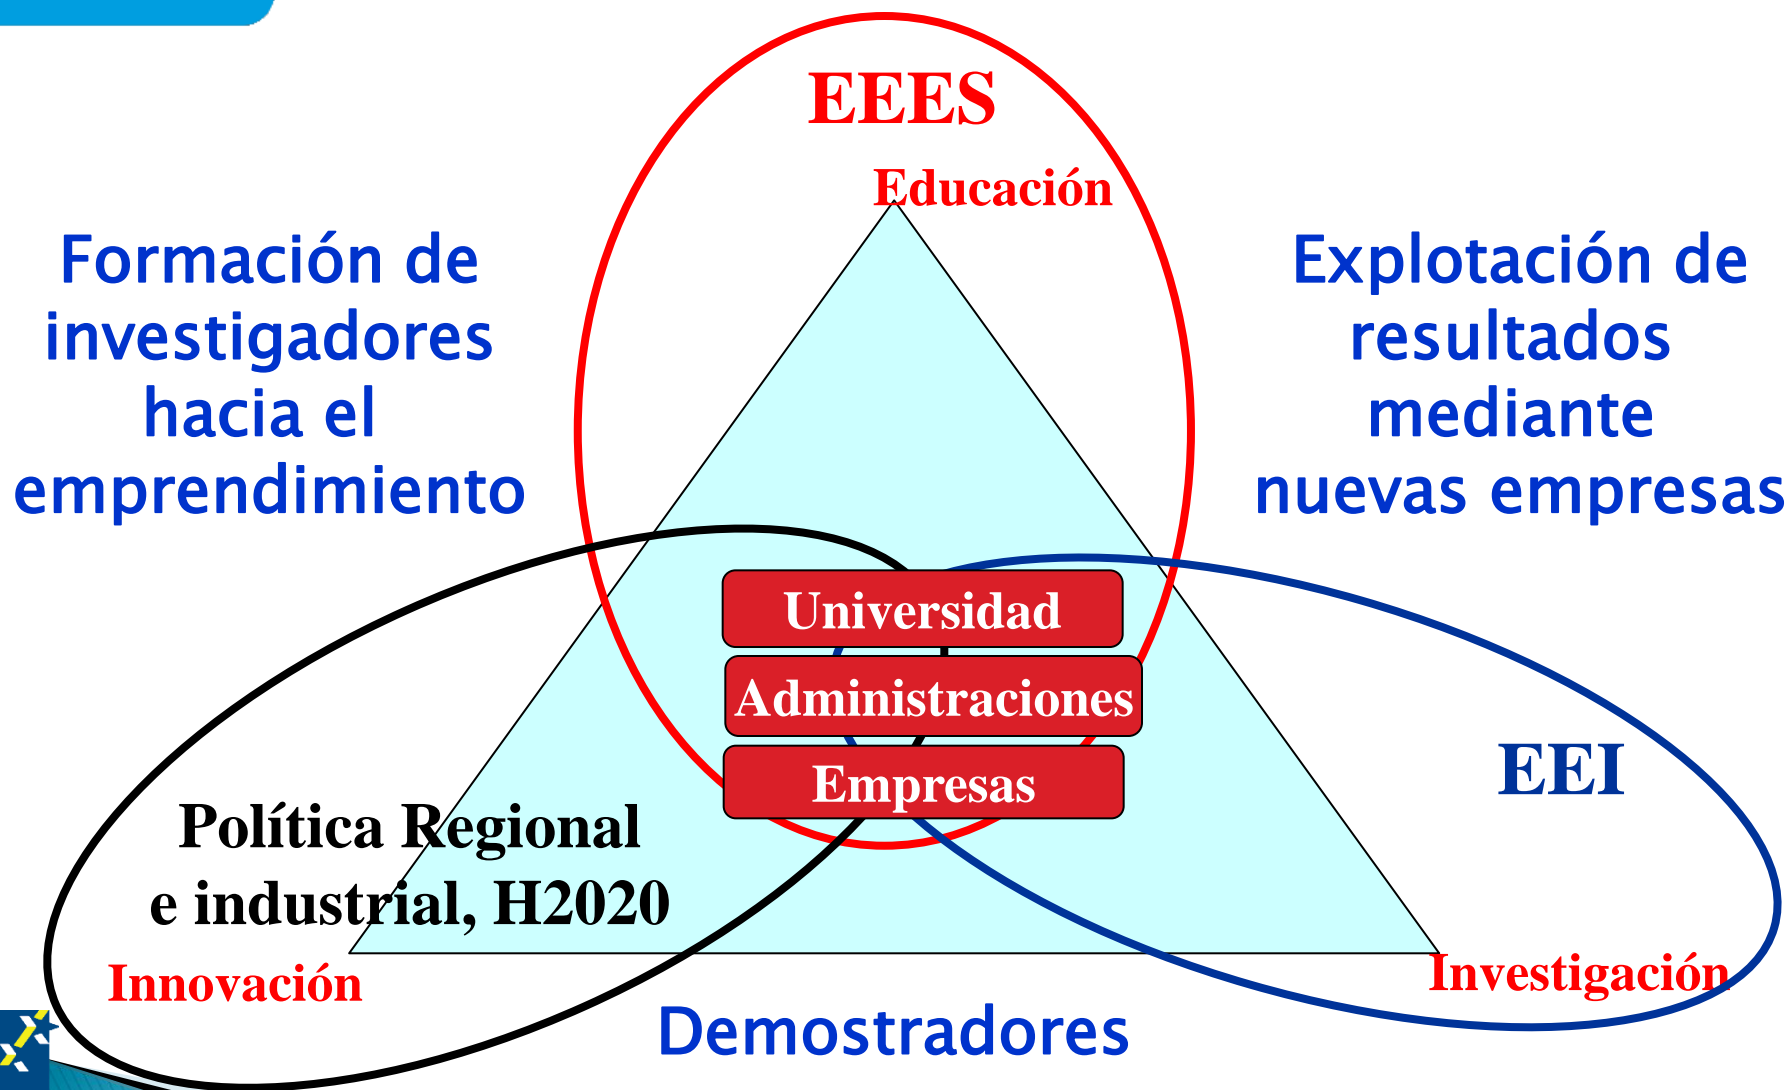 EEES
Educación
Formación de
investigadores
hacia el
emprendimiento
Explotación de
resultados
mediante
nuevas empresas
Universidad
Administraciones
Empresas
EEI
Política Regional
e industrial, H2020
Innovación
Investigación
Demostradores